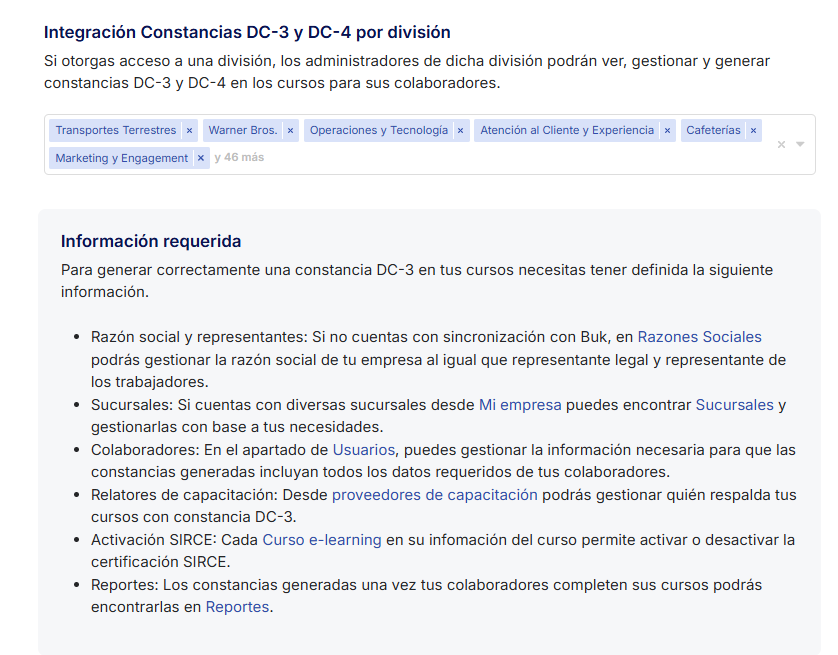 Integración Constancias DC-3 y DC-4 por división
Si otorgas acceso a una división, los administradores de dicha división podrán ver, gestionar y generar
constancias DC-3 y DC-4 en los cursos para sus colaboradores.
Transportes Terrestres × Warner Bros. × Operaciones y Tecnología × Atención al Cliente y Experiencia × Cafeterías ×
Marketing y Engagement × y 46 más
Información requerida
Para generar correctamente una constancia DC-3 en tus cursos necesitas tener definida la siguiente
información.
• Razón social y representantes: Si no cuentas con sincronización con Buk, en Razones Sociales
podrás gestionar la razón social de tu empresa al igual que representante legal y representante de
los trabajadores.
• Sucursales: Si cuentas con diversas sucursales desde Mi empresa puedes encontrar Sucursales y
gestionarlas con base a tus necesidades.
• Colaboradores: En el apartado de Usuarios, puedes gestionar la información necesaria para que las
constancias generadas incluyan todos los datos requeridos de tus colaboradores.
• Relatores de capacitación: Desde proveedores de capacitación podrás gestionar quién respalda tus
cursos con constancia DC-3.
• Activación SIRCE: Cada Curso e-learning en su infomación del curso permite activar o desactivar la
certificación SIRCE.
• Reportes: Los constancias generadas una vez tus colaboradores completen sus cursos podrás
encontrarlas en Reportes.